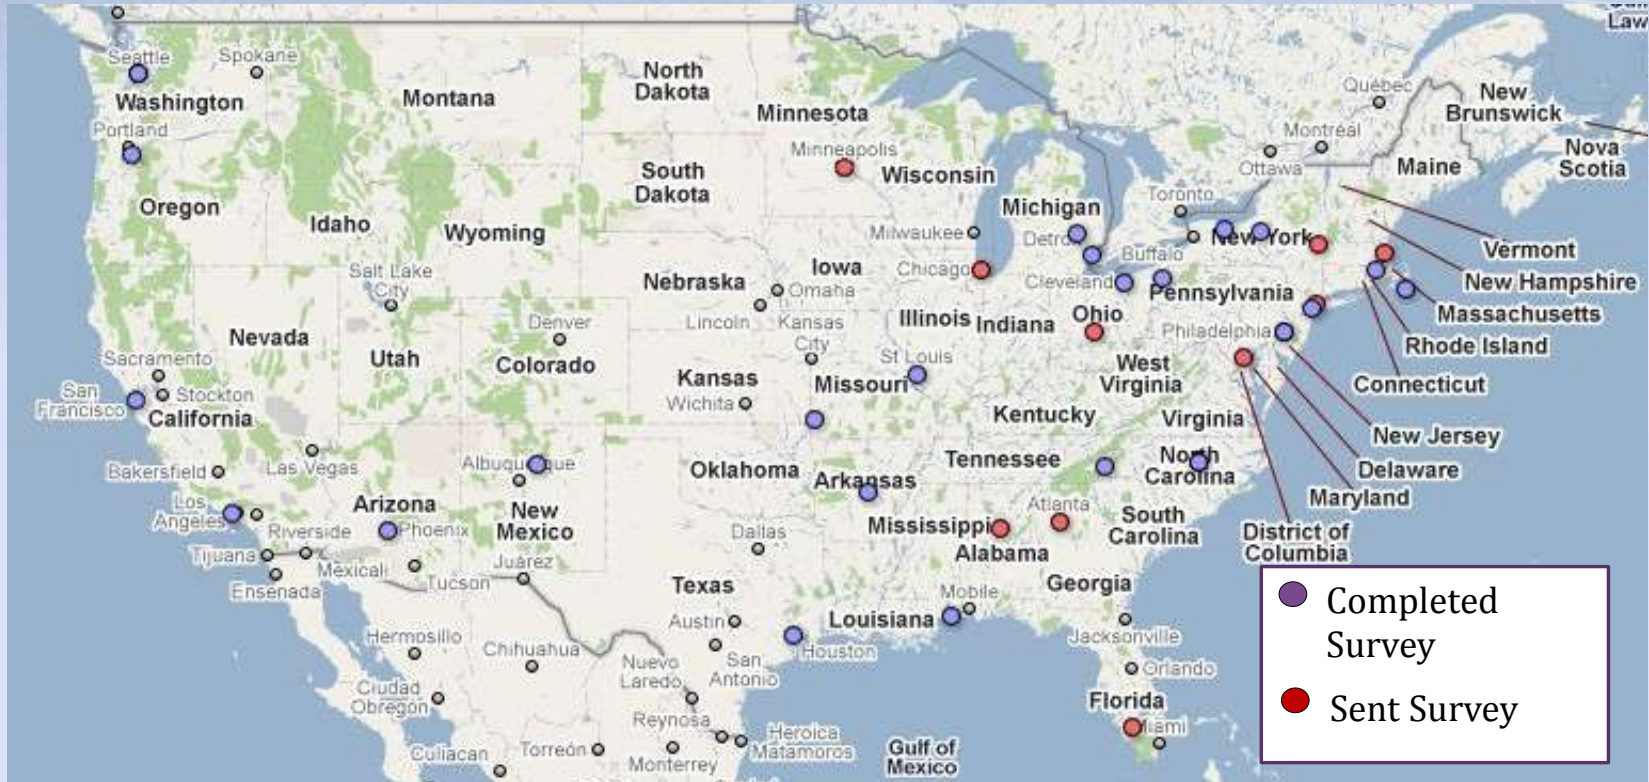 Gulf
Law
Seattle
Spokane
Washington
Montana
North
Dakota
Minnesota
Québec
New
Brunswick
Portland
Minneapolis
Montréal
Ottawa
Maine
Nova
Scotia
South
Dakota
Wisconsin
Toronto
Oregon
Idaho
Wyoming
Michigan
Milwaukee
Detro
Buffalo
New York
Vermont
Salt Lake
City
Nebraska
Iowa
Chicago
Cleveland
New Hampshire
Omaha
Pennsylvania
Massachusetts
Nevada
Denver
Lincoln
Kansas
City
Illinois
Indiana
Ohio
Philadelphia
Rhode Island
Sacramento
Utah
Colorado
St Louis
West
Virginia
Connecticut
San
Francisco
Stockton
California
Kansas
Missouri
Wichita
Kentucky
Virginia
New Jersey
Bakersfield
Las Vegas
Albuquerque
Oklahoma
Arkansas
Tennessee
North
Carolina
Delaware
Maryland
Los
Angeles
Arizona
Riverside
Phoenix
New
Mexico
Dallas
Mississippi
Atlanta
Alabama
South
Carolina
District of
Columbia
Tijuana
Mexicali
Ensenada
Tucson
Juárez
Texas
Georgia
Mobile
Austin
Louisiana
Jacksonville
Hermosillo
Chihuahua
Nuevo
Laredo
San
Antonio
Houston
Orlando
Ciudad
Obregón
Reynosa
Heroica
Matamoros
Florida
Miami
Culiacan
Torreón
Monterrey
Gulf of
Mexico
Completed
Survey
Sent Survey